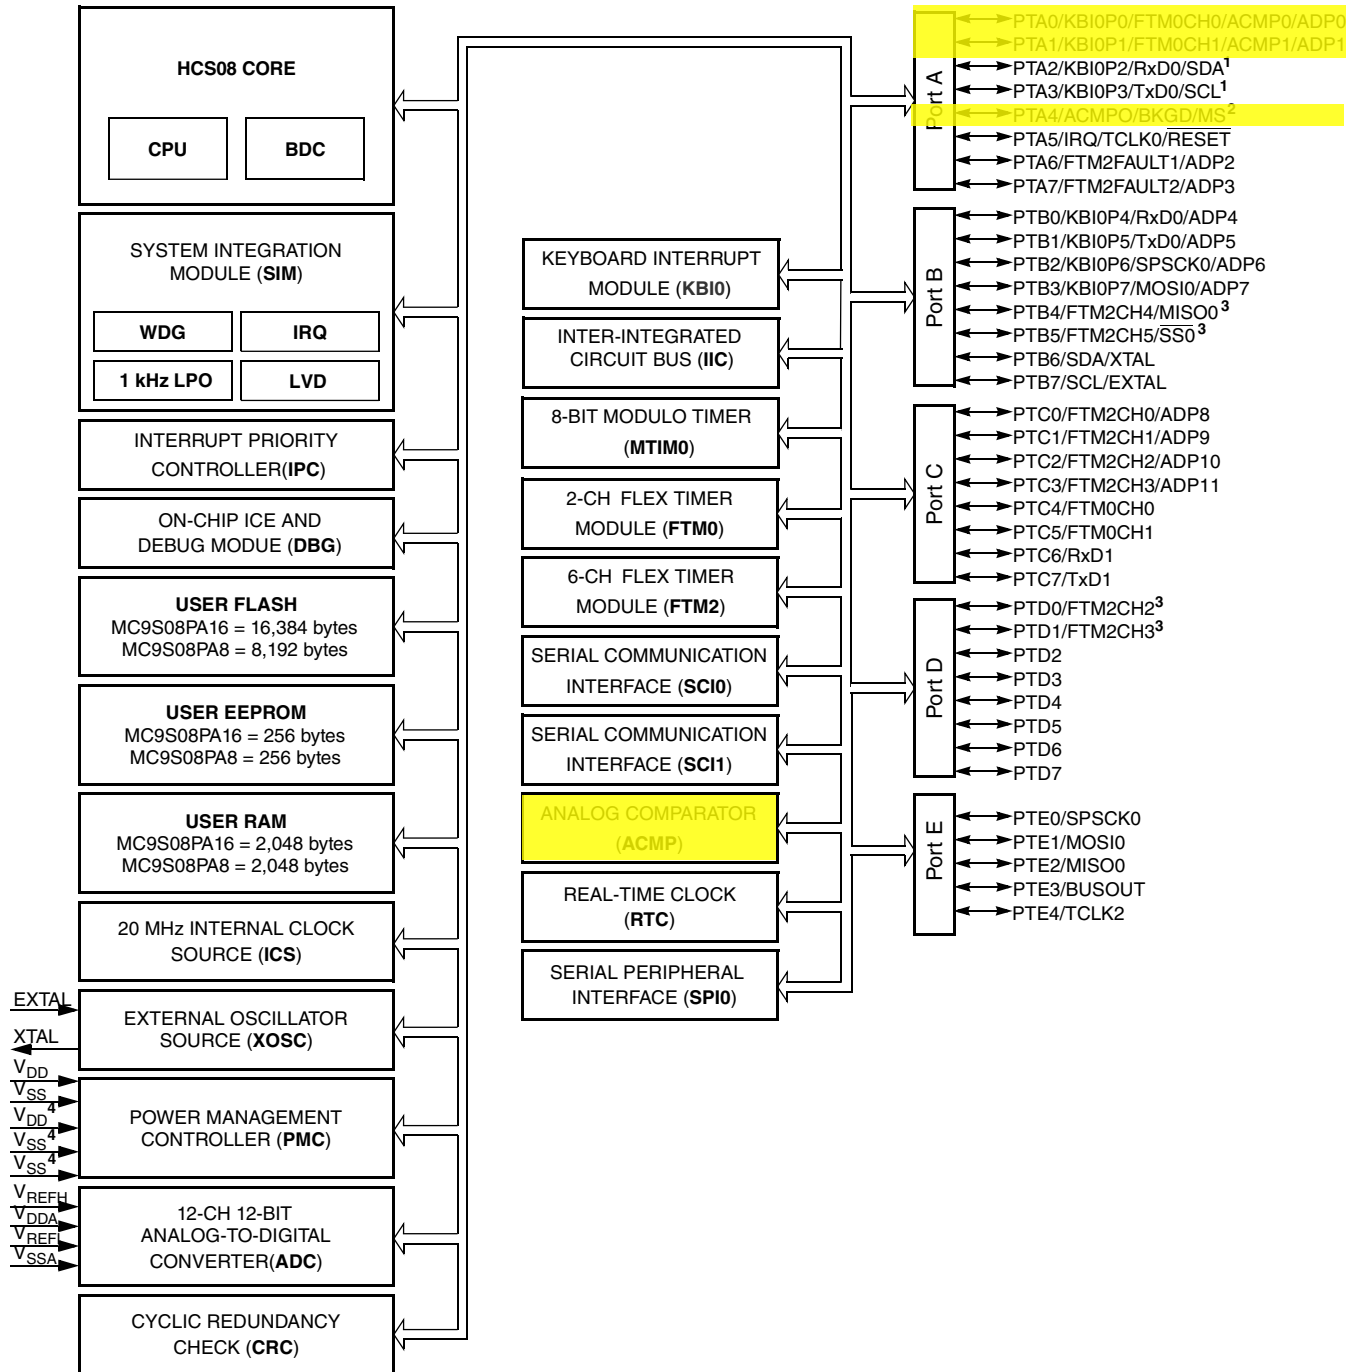 HCS08 CORE
CPU
BDC
SYSTEM INTEGRATION
MODULE (SIM)
WDG
IRQ
1 kHz LPO
LVD
INTERRUPT PRIORITY
CONTROLLER(IPC)
ON-CHIP ICE AND
DEBUG MODUE (DBG)
USER FLASH
MC9S08PA16 = 16,384 bytes
MC9S08PA8 = 8,192 bytes
USER EEPROM
MC9S08PA16 = 256 bytes
MC9S08PA8 = 256 bytes
USER RAM
MC9S08PA16 = 2,048 bytes
MC9S08PA8 = 2,048 bytes
20 MHz INTERNAL CLOCK
SOURCE (ICS)
EXTERNAL OSCILLATOR
SOURCE (XOSC)
POWER MANAGEMENT
CONTROLLER (PMC)
12-CH 12-BIT
ANALOG-TO-DIGITAL
CONVERTER(ADC)
CYCLIC REDUNDANCY
CHECK (CRC)
EXTAL
XTAL
VDD
VSS
VDD4
VSS4
VSS4
VREFH
VDDA
VREFL
VSSA
KEYBOARD INTERRUPT
MODULE (KBI0)
INTER-INTEGRATED
CIRCUIT BUS (IIC)
8-BIT MODULO TIMER
(MTIM0)
2-CH FLEX TIMER
MODULE (FTM0)
6-CH FLEX TIMER
MODULE (FTM2)
SERIAL COMMUNICATION
INTERFACE (SCI0)
SERIAL COMMUNICATION
INTERFACE (SCI1)
ANALOG COMPARATOR
(ACMP)
REAL-TIME CLOCK
(RTC)
SERIAL PERIPHERAL
INTERFACE (SPI0)
Port A
PTA0/KBI0P0/FTM0CH0/ACMP0/ADP0
PTA1/KBI0P1/FTM0CH1/ACMP1/ADP1
PTA2/KBI0P2/RxD0/SDA1
PTA3/KBI0P3/TxD0/SCL1
PTA4/ACMPO/BKGD/MS2
PTA5/IRQ/TCLK0/RESET
PTA6/FTM2FAULT1/ADP2
PTA7/FTM2FAULT2/ADP3
Port B
PTB0/KBI0P4/RxD0/ADP4
PTB1/KBI0P5/TxD0/ADP5
PTB2/KBI0P6/SPSCK0/ADP6
PTB3/KBI0P7/MOSI0/ADP7
PTB4/FTM2CH4/MISO0 3
PTB5/FTM2CH5/SS0 3
PTB6/SDA/XTAL
PTB7/SCL/EXTAL
Port C
PTC0/FTM2CH0/ADP8
PTC1/FTM2CH1/ADP9
PTC2/FTM2CH2/ADP10
PTC3/FTM2CH3/ADP11
PTC4/FTM0CH0
PTC5/FTM0CH1
PTC6/RxD1
PTC7/TxD1
Port D
PTD0/FTM2CH23
PTD1/FTM2CH33
PTD2
PTD3
PTD4
PTD5
PTD6
PTD7
Port E
PTE0/SPSCK0
PTE1/MOSI0
PTE2/MISO0
PTE3/BUSOUT
PTE4/TCLK2